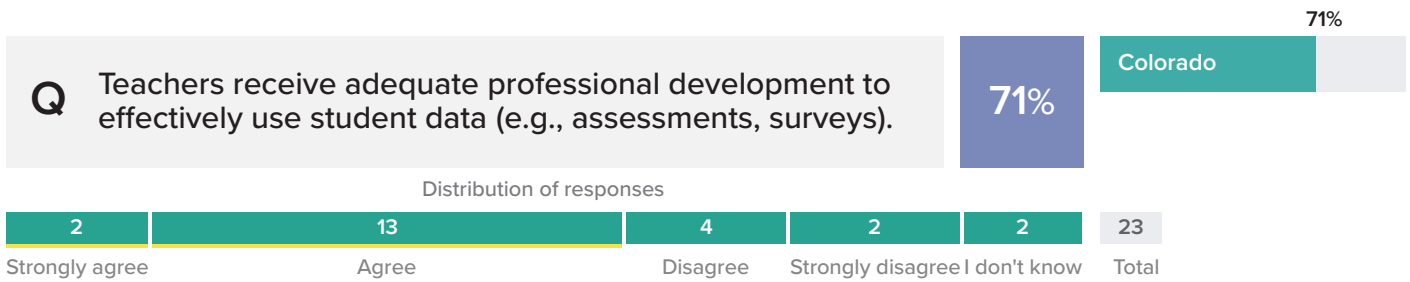 71%
Q
Teachers receive adequate professional development to
effectively use student data (e.g., assessments, surveys).
71%
Colorado
Distribution of responses
2 13 4 2 2 23
Strongly agree Agree Disagree Strongly disagree I don't know Total